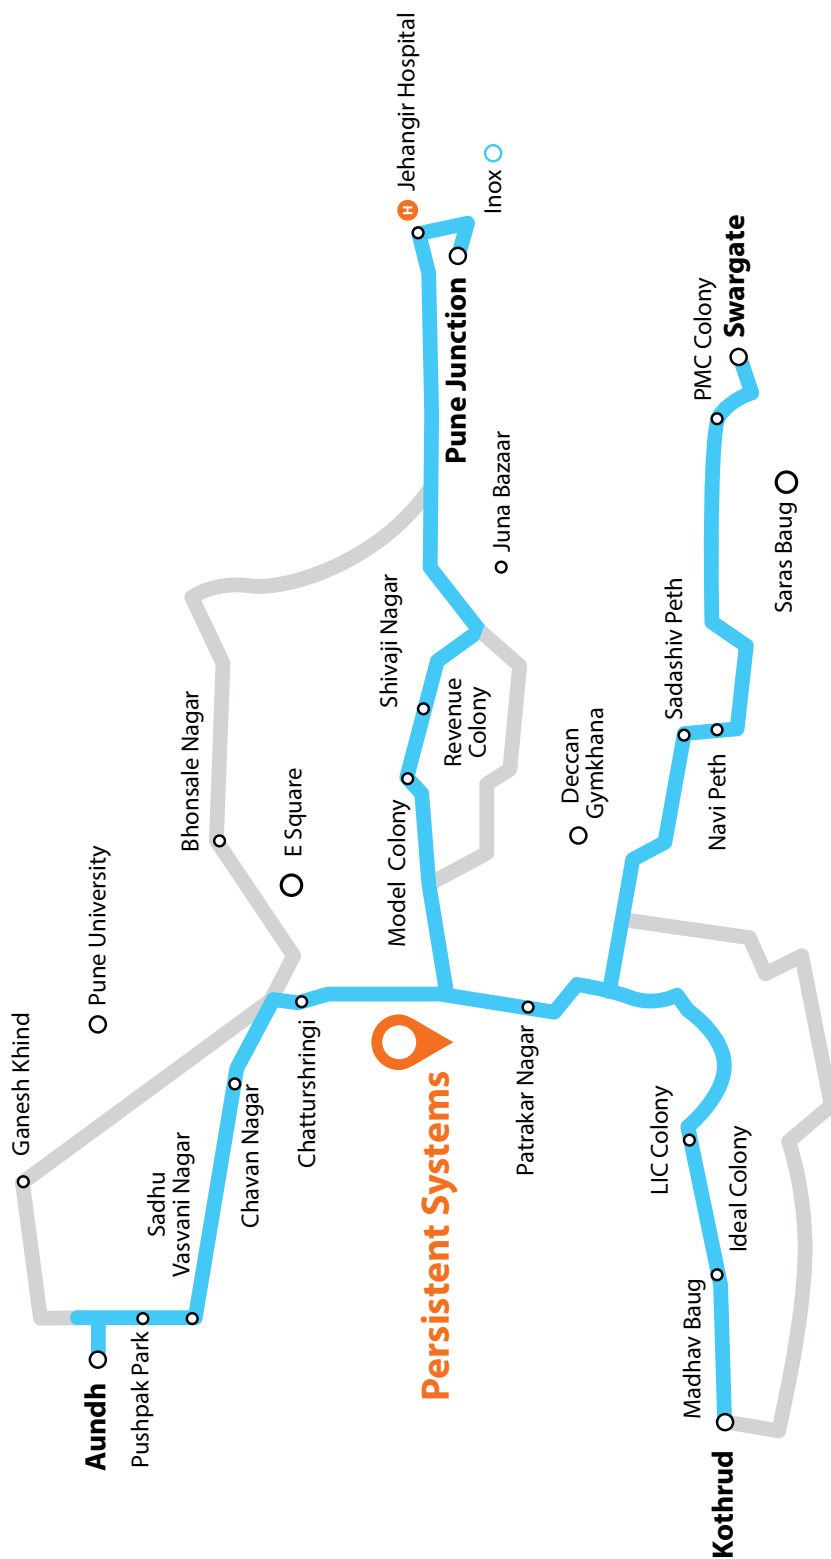 Ganesh Khind
Pune University
Aundh
Pushpak Park
Sadhu
Vasvani Nagar
Bhonsale Nagar
Chavan Nagar
E Square
Chatturshringi
H
Jehangir Hospital
Shivaji Nagar
Model Colony
Persistent Systems
Pune Junction
Revenue
Colony
Inox
Juna Bazaar
Patrakar Nagar
Deccan
Gymkhana
LIC Colony
Sadashiv Peth
PMC Colony
Madhav Baug
Navi Peth
Swargate
Kothrud
Ideal Colony
Saras Baug